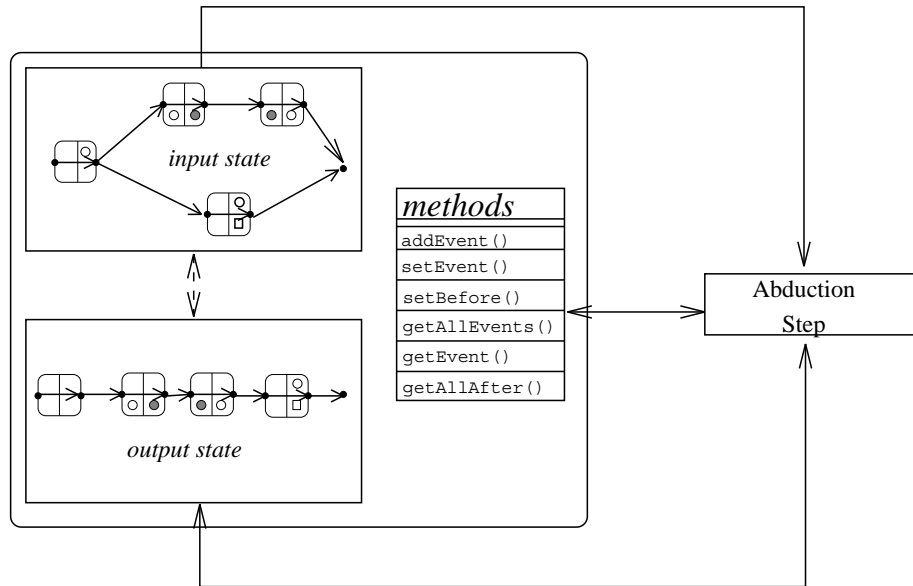 input state
methods
addEvent()
setEvent()
setBefore()
getAllEvents()
getEvent()
getAllAfter()
Abduction
Step
output state